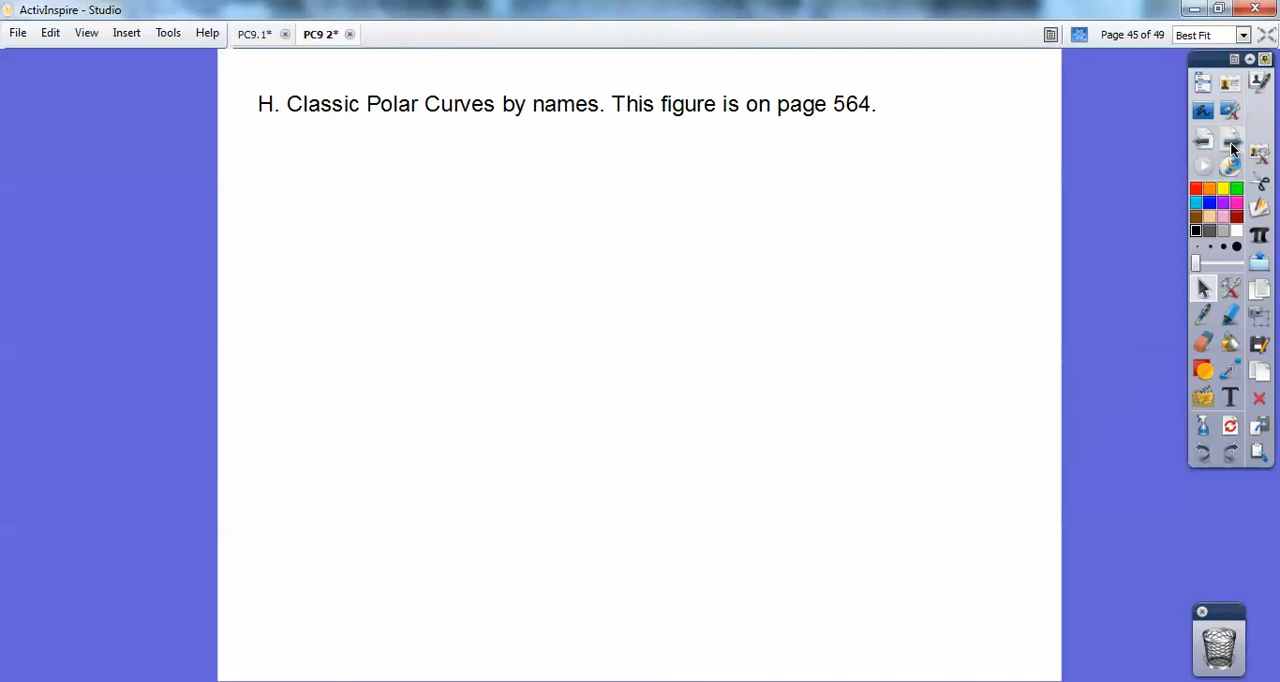 ActivInspire - Studio
File Edit View Insert Tools Help PC9.1* PC9 2* Page 45 of 49 Best Fit
H. Classic Polar Curves by names. This figure is on page 564.